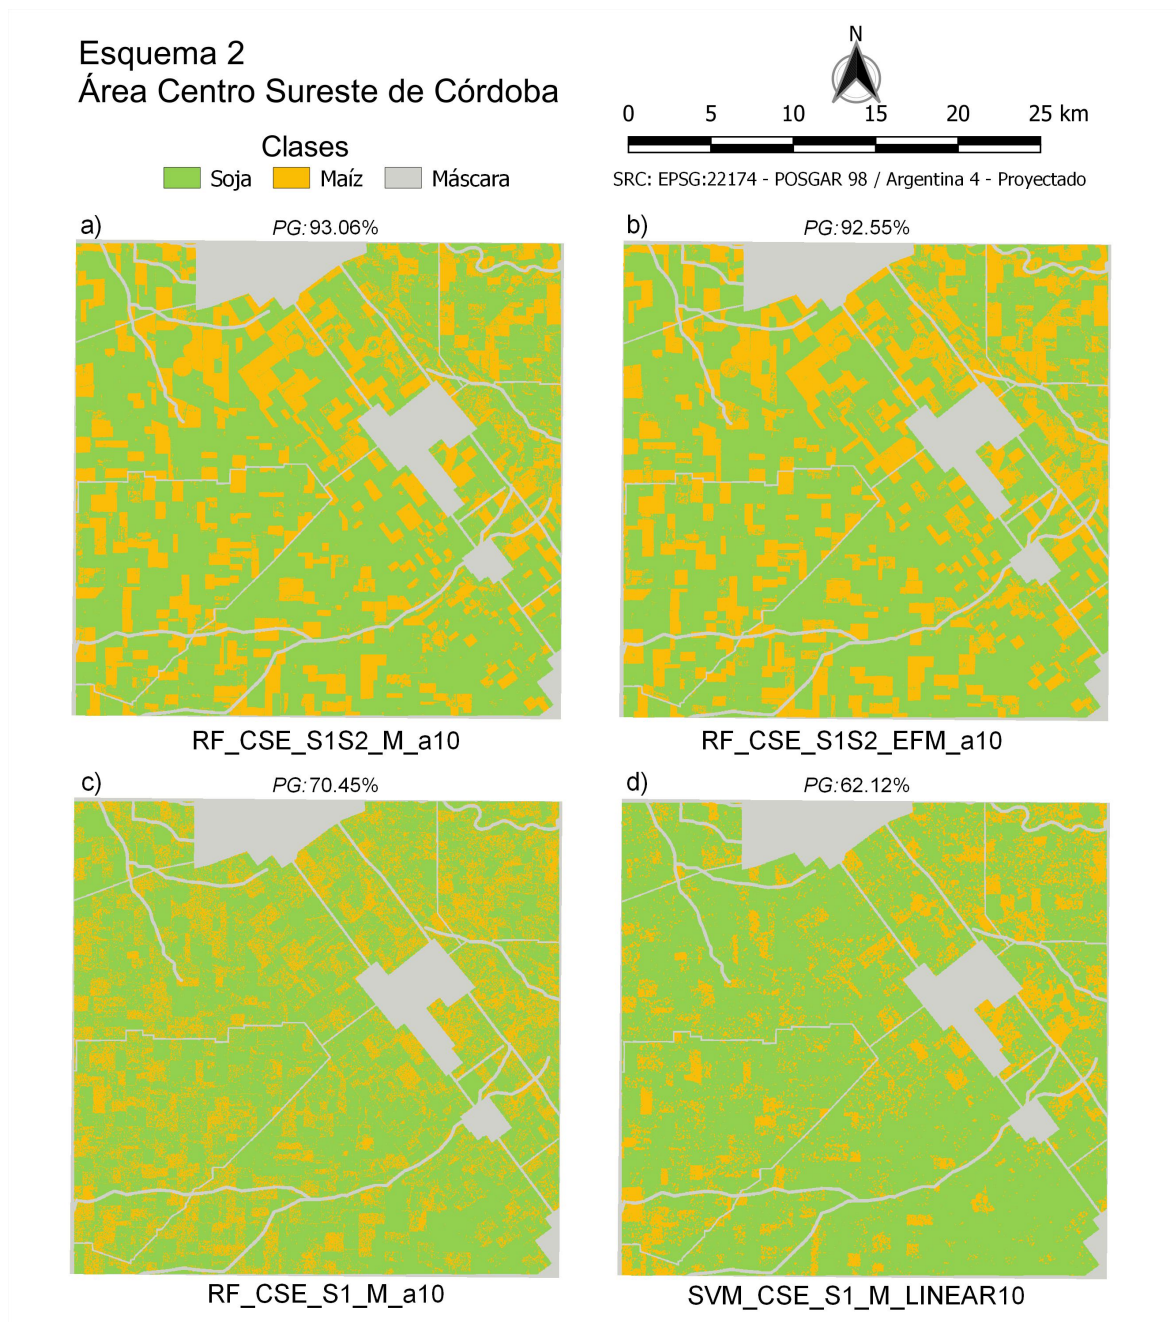 Esquema 2
Área Centro Sureste de Córdoba
Clases
Soja Maíz Máscara
N
0 5 10 15 20 25 km
SRC: EPSG:22174 - POSGAR 98 / Argentina 4 - Proyectado
a) PG:93.06%
b) PG:92.55%
RF_CSE_S1S2_M_a10
RF_CSE_S1S2_EFM_a10
c) PG:70.45%
d) PG:62.12%
RF_CSE_S1_M_a10
SVM_CSE_S1_M_LINEAR10